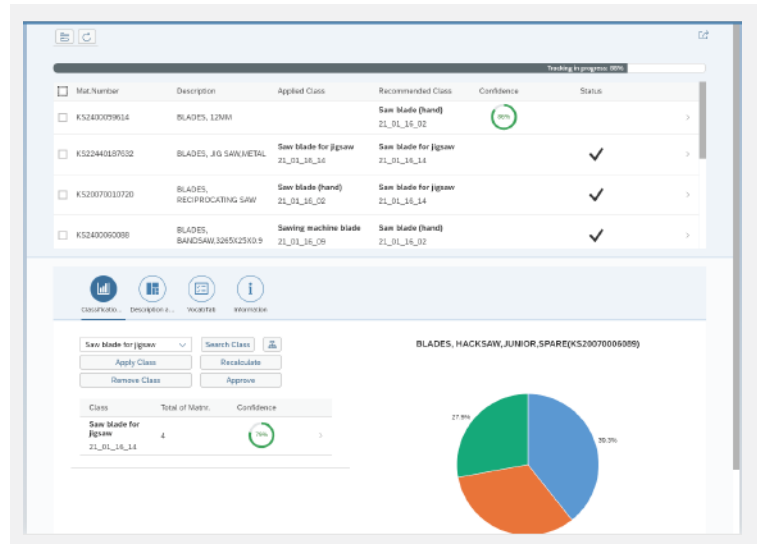 Tracking in progress: 88%
Mat.Number Description Applied Class Recommended Class Confidence Status
KS2400059614 BLADES, 12MM Saw blade (hand)
21_01_16_02
KS22440187632 BLADES, JIG SAW,METAL Saw blade for jigsaw Saw blade for jigsaw
21_01_16_14 21_01_16_14
KS20070010720 BLADES, Saw blade (hand) Saw blade for jigsaw
RECIPROCATING SAW 21_01_16_02 21_01_16_14
KS2400060088 BLADES, Sawing machine blade Saw blade (hand)
BANDSAW,3265X25X0.9 21_01_16_09 21_01_16_02
Classificatio... Description a... VocabTab Information
Saw blade for jigsaw Search Class
Apply Class Recalculate
Remove Class Approve
Class Total of Matnr. Confidence
Saw blade for
jigsaw
4
21_01_16_14
BLADES, HACKSAW,JUNIOR,SPARE(KS20070006089)
27.9%
39.3%